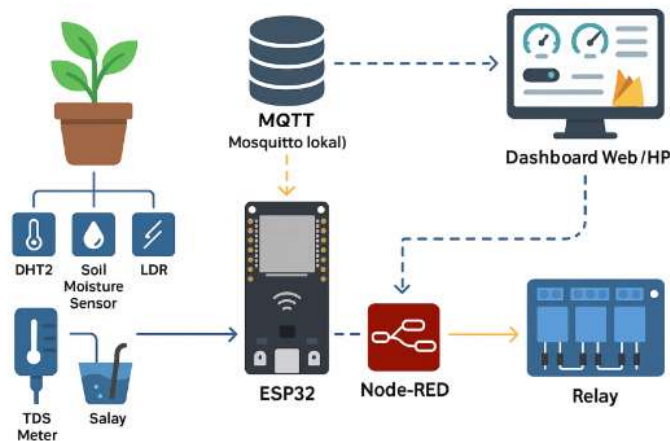 MQTT
Mosquitto lokal)
Dashboard Web/HP
DHT2
Soil
Moisture
Sensor
LDR
TDS
Meter
Salay
ESP32
Node-RED
Relay